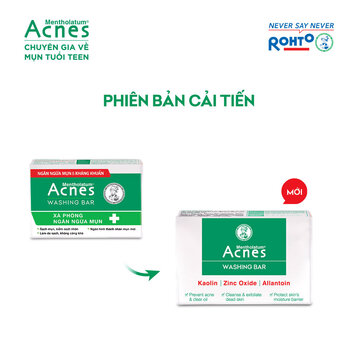 Mentholatum®
Acnes
CHUYÊN GIA VỀ
MỤN TUỔI TEEN
NEVER SAY NEVER
ROHTO
PHIÊN BẢN CẢI TIẾN
NGĂN NGỪA MỤN & KHÁNG KHUẨN
Mentholatum®
Acnes
WASHING BAR
XÀ PHÒNG
NGĂN NGỪA MỤN
MỚI
Mentholatum®
Acnes
WASHING BAR
Kaolin | Zinc Oxide | Allantoin
Prevent acne
& clear oil
Cleanse & exfoliate
dead skin
Protect skin's
moisture barrier